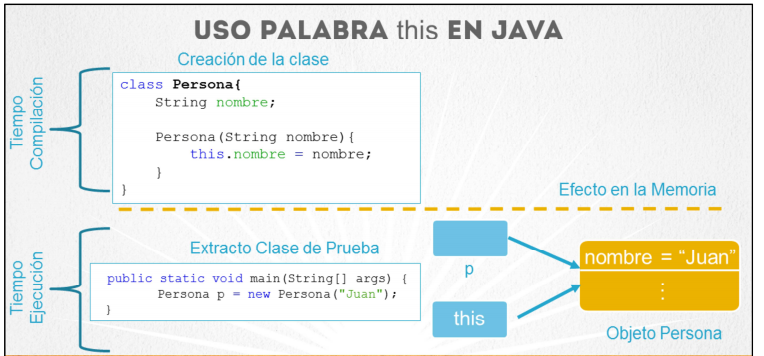 USO PALABRA this EN JAVA
Creación de la clase
Tiempo
Compilación
class Persona{
String nombre;
Persona(String nombre){
this.nombre = nombre;
}
}
Efecto en la Memoria
Tiempo
Ejecución
Extracto Clase de Prueba
public static void main(String[] args) {
Persona p = new Persona("Juan");
}
p
this
nombre = “Juan”
⋮
Objeto Persona